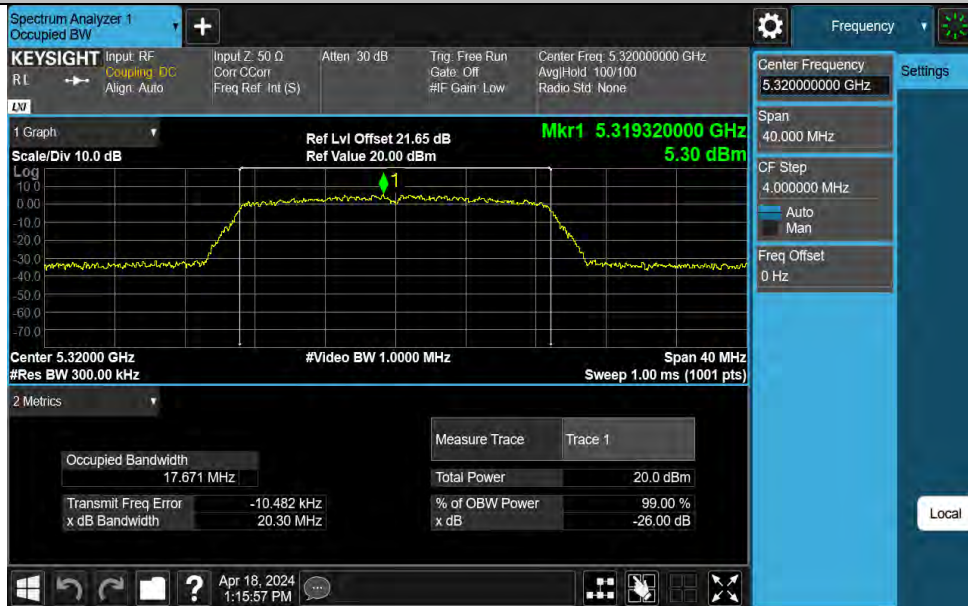 Spectrum Analyzer 1
Occupied BW
+
Frequency
KEYSIGHT
RL
LXI
Input: RF
Coupling: DC
Align: Auto
Input Z: 50 Ω
Corr CCorr
Freq Ref: Int (S)
Atten: 30 dB
Trig: Free Run
Gate: Off
#IF Gain: Low
Center Freq: 5.320000000 GHz
Avg|Hold: 100/100
Radio Std: None
Center Frequency
5.320000000 GHz
Settings
Span
40.000 MHz
CF Step
4.000000 MHz
Auto
Man
Freq Offset
0 Hz
Local
1 Graph
Scale/Div 10.0 dB
Ref Lvl Offset 21.65 dB
Ref Value 20.00 dBm
Mkr1 5.319320000 GHz
5.30 dBm
Log
10.0
0.00
-10.0
-20.0
-30.0
-40.0
-50.0
-60.0
-70.0
1
Center 5.32000 GHz
#Res BW 300.00 kHz
#Video BW 1.0000 MHz
Span 40 MHz
Sweep 1.00 ms (1001 pts)
2 Metrics
Measure Trace Trace 1
Occupied Bandwidth
17.671 MHz
Total Power 20.0 dBm
Transmit Freq Error -10.482 kHz
% of OBW Power 99.00 %
x dB Bandwidth 20.30 MHz
x dB -26.00 dB
?
Apr 18, 2024
1:15:57 PM